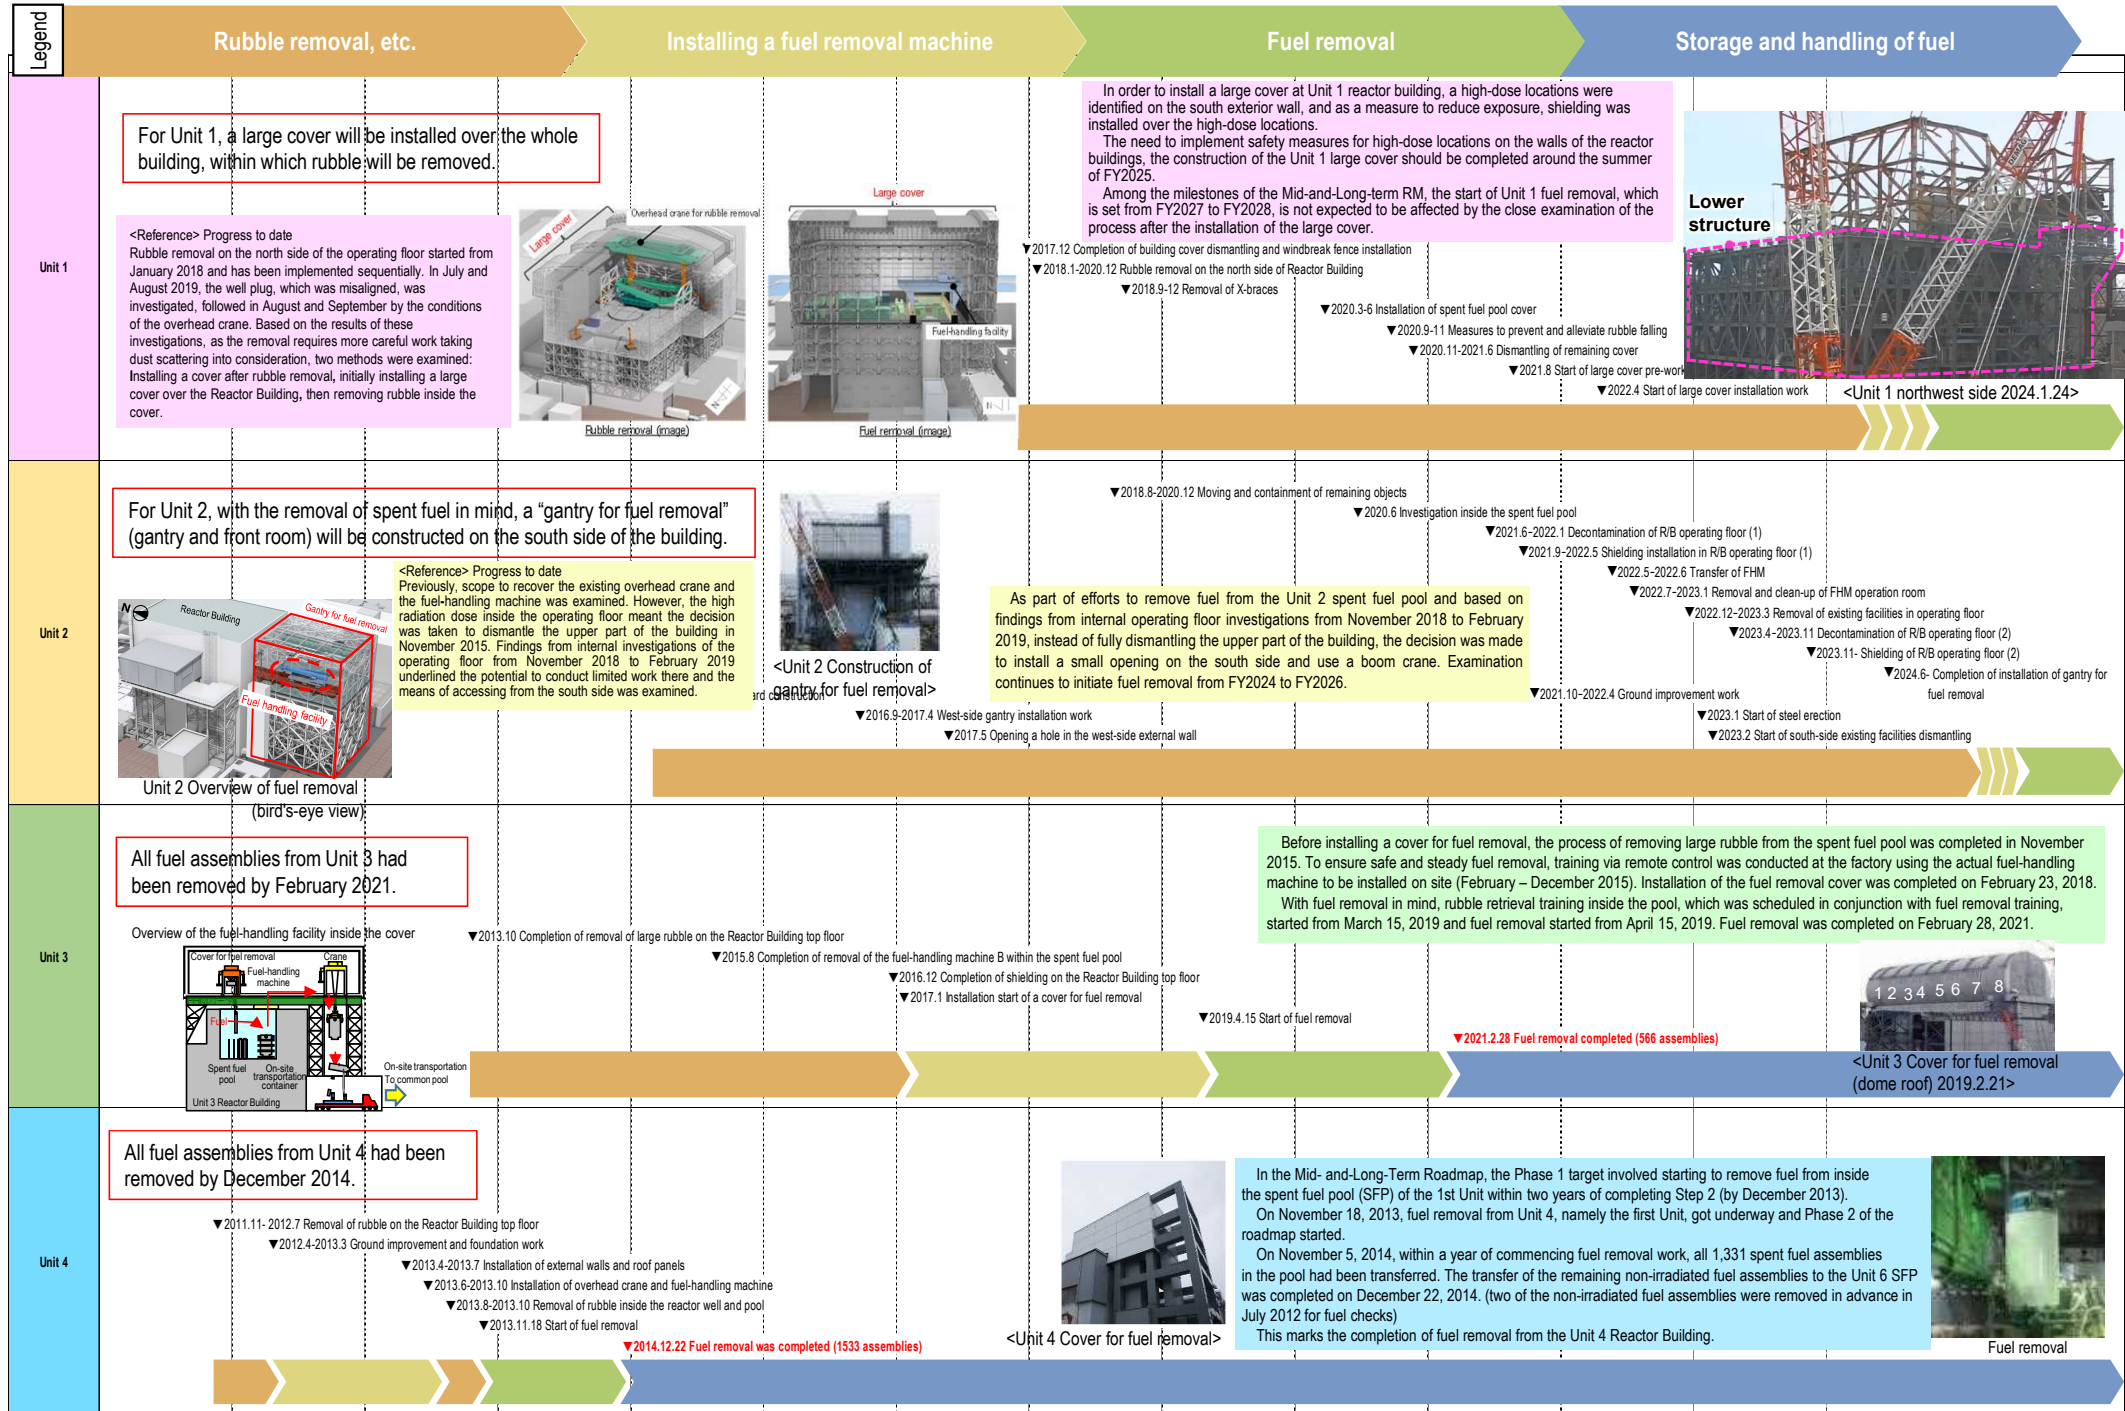 Legend
Rubble removal, etc.
Installing a fuel removal machine
Fuel removal
Storage and handling of fuel
Unit 1
For Unit 1, a large cover will be installed over the whole
building, within which rubble will be removed.
<Reference> Progress to date
Rubble removal on the north side of the operating floor started from
January 2018 and has been implemented sequentially. In July and
August 2019, the well plug, which was misaligned, was
investigated, followed in August and September by the conditions
of the overhead crane. Based on the results of these
investigations, as the removal requires more careful work taking
dust scattering into consideration, two methods were examined:
Installing a cover after rubble removal, initially installing a large
cover over the Reactor Building, then removing rubble inside the
cover.
Large cover
Overhead crane for rubble removal
N
Rubble removal (image)
Large cover
Fuel-handling facility
N
Fuel removal (image)
In order to install a large cover at Unit 1 reactor building, a high-dose locations were
identified on the south exterior wall, and as a measure to reduce exposure, shielding was
installed over the high-dose locations.
The need to implement safety measures for high-dose locations on the walls of the reactor
buildings, the construction of the Unit 1 large cover should be completed around the summer
of FY2025.
Among the milestones of the Mid-and-Long-term RM, the start of Unit 1 fuel removal, which
is set from FY2027 to FY2028, is not expected to be affected by the close examination of the
process after the installation of the large cover.
▼2017.12 Completion of building cover dismantling and windbreak fence installation
▼2018.1-2020.12 Rubble removal on the north side of Reactor Building
▼2018.9-12 Removal of X-braces
▼2020.3-6 Installation of spent fuel pool cover
▼2020.9-11 Measures to prevent and alleviate rubble falling
▼2020.11-2021.6 Dismantling of remaining cover
▼2021.8 Start of large cover pre-work
▼2022.4 Start of large cover installation work
Lower
structure
DEMAG
<Unit 1 northwest side 2024.1.24>
Unit 2
For Unit 2, with the removal of spent fuel in mind, a “gantry for fuel removal”
(gantry and front room) will be constructed on the south side of the building.
<Reference> Progress to date
Previously, scope to recover the existing overhead crane and
the fuel-handling machine was examined. However, the high
radiation dose inside the operating floor meant the decision
was taken to dismantle the upper part of the building in
November 2015. Findings from internal investigations of the
operating floor from November 2018 to February 2019
underlined the potential to conduct limited work there and the
means of accessing from the south side was examined.
N
Reactor Building
Gantry for fuel removal
Fuel handling facility
Unit 2 Overview of fuel removal
(bird's-eye view)
<Unit 2 Construction of
gantry for fuel removal>
ard construction
As part of efforts to remove fuel from the Unit 2 spent fuel pool and based on
findings from internal operating floor investigations from November 2018 to February
2019, instead of fully dismantling the upper part of the building, the decision was made
to install a small opening on the south side and use a boom crane. Examination
continues to initiate fuel removal from FY2024 to FY2026.
▼2018.8-2020.12 Moving and containment of remaining objects
▼2020.6 Investigation inside the spent fuel pool
▼2021.6-2022.1 Decontamination of R/B operating floor (1)
▼2021.9-2022.5 Shielding installation in R/B operating floor (1)
▼2022.5-2022.6 Transfer of FHM
▼2022.7-2023.1 Removal and clean-up of FHM operation room
▼2022.12-2023.3 Removal of existing facilities in operating floor
▼2023.4-2023.11 Decontamination of R/B operating floor (2)
▼2023.11- Shielding of R/B operating floor (2)
▼2024.6- Completion of installation of gantry for
fuel removal
▼2021.10-2022.4 Ground improvement work
▼2016.9-2017.4 West-side gantry installation work
▼2023.1 Start of steel erection
▼2017.5 Opening a hole in the west-side external wall
▼2023.2 Start of south-side existing facilities dismantling
Unit 3
All fuel assemblies from Unit 3 had
been removed by February 2021.
Before installing a cover for fuel removal, the process of removing large rubble from the spent fuel pool was completed in November
2015. To ensure safe and steady fuel removal, training via remote control was conducted at the factory using the actual fuel-handling
machine to be installed on site (February – December 2015). Installation of the fuel removal cover was completed on February 23, 2018.
With fuel removal in mind, rubble retrieval training inside the pool, which was scheduled in conjunction with fuel removal training,
started from March 15, 2019 and fuel removal started from April 15, 2019. Fuel removal was completed on February 28, 2021.
Overview of the fuel-handling facility inside the cover
Cover for fuel removal
Crane
Fuel-handling
machine
Fuel
Spent fuel
pool
On-site
transportation
container
Unit 3 Reactor Building
On-site transportation
To common pool
▼2013.10 Completion of removal of large rubble on the Reactor Building top floor
▼2015.8 Completion of removal of the fuel-handling machine B within the spent fuel pool
▼2016.12 Completion of shielding on the Reactor Building top floor
▼2017.1 Installation start of a cover for fuel removal
▼2019.4.15 Start of fuel removal
▼2021.2.28 Fuel removal completed (566 assemblies)
1 2 3 4 5 6 7 8
<Unit 3 Cover for fuel removal
(dome roof) 2019.2.21>
Unit 4
All fuel assemblies from Unit 4 had been
removed by December 2014.
▼2011.11- 2012.7 Removal of rubble on the Reactor Building top floor
▼2012.4-2013.3 Ground improvement and foundation work
▼2013.4-2013.7 Installation of external walls and roof panels
▼2013.6-2013.10 Installation of overhead crane and fuel-handling machine
▼2013.8-2013.10 Removal of rubble inside the reactor well and pool
▼2013.11.18 Start of fuel removal
▼2014.12.22 Fuel removal was completed (1533 assemblies)
<Unit 4 Cover for fuel removal>
In the Mid- and-Long-Term Roadmap, the Phase 1 target involved starting to remove fuel from inside
the spent fuel pool (SFP) of the 1st Unit within two years of completing Step 2 (by December 2013).
On November 18, 2013, fuel removal from Unit 4, namely the first Unit, got underway and Phase 2 of the
roadmap started.
On November 5, 2014, within a year of commencing fuel removal work, all 1,331 spent fuel assemblies
in the pool had been transferred. The transfer of the remaining non-irradiated fuel assemblies to the Unit 6 SFP
was completed on December 22, 2014. (two of the non-irradiated fuel assemblies were removed in advance in
July 2012 for fuel checks)
This marks the completion of fuel removal from the Unit 4 Reactor Building.
Fuel removal